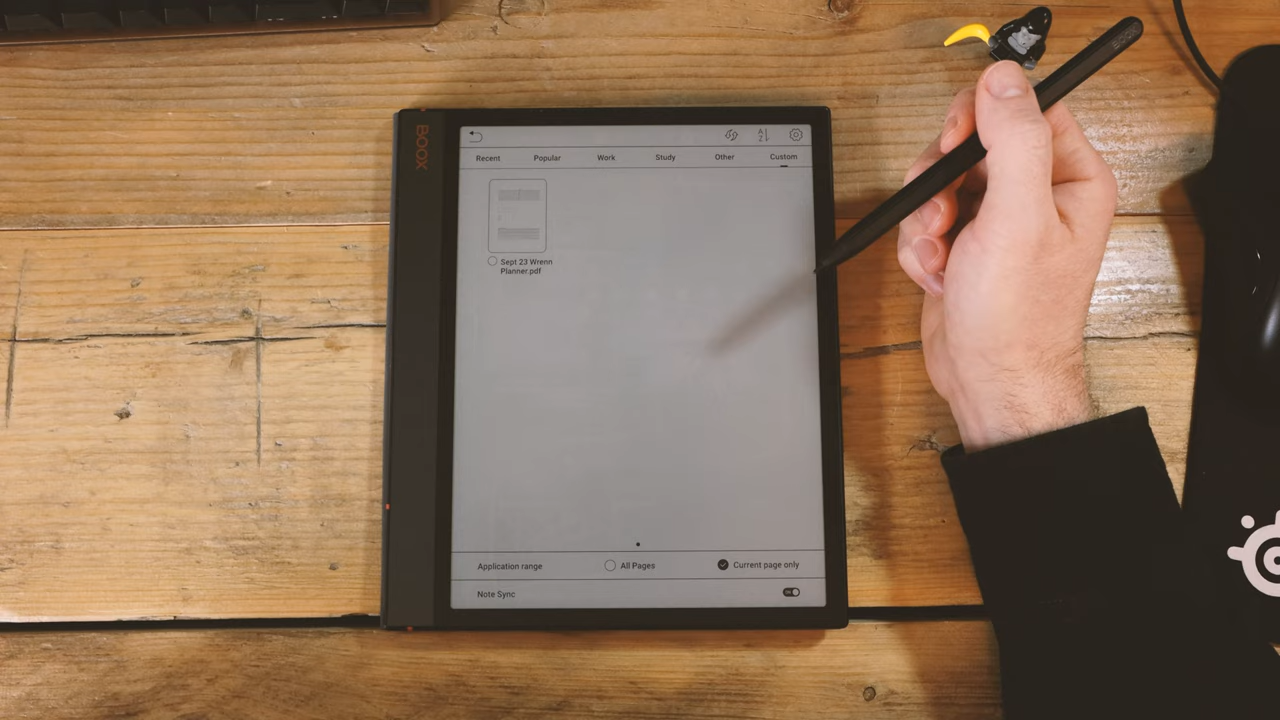 BOOX
Recent Popular Work Study Other Custom
Sept 23 Wrenn
Planner.pdf
Application range All Pages Current page only
Note Sync